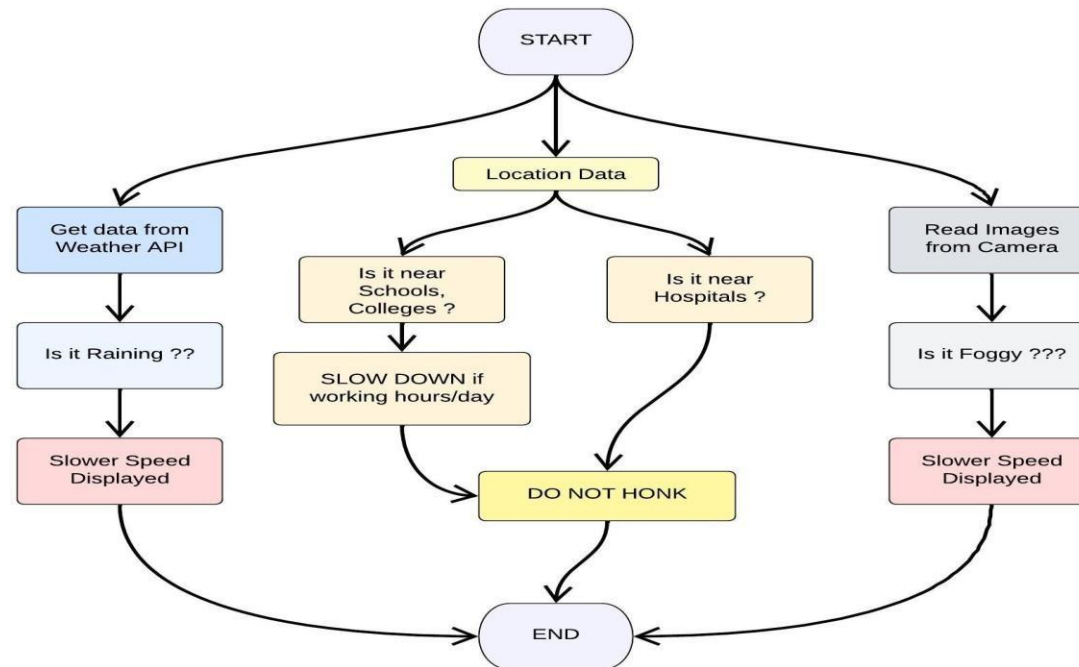 START
Location Data
Get data from
Weather API
Read Images
from Camera
Is it near
Schools,
Colleges ?
Is it near
Hospitals ?
Is it Raining ??
Is it Foggy ???
SLOW DOWN if
working hours/day
Slower Speed
Displayed
Slower Speed
Displayed
DO NOT HONK
END